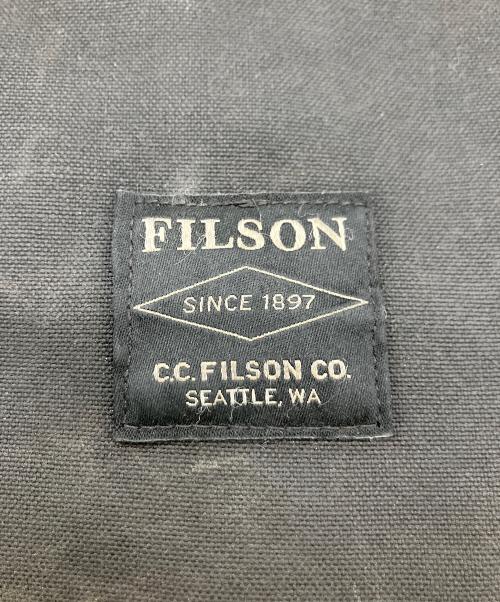 FILSON
SINCE 1897
C.C. FILSON CO.
SEATTLE, WA